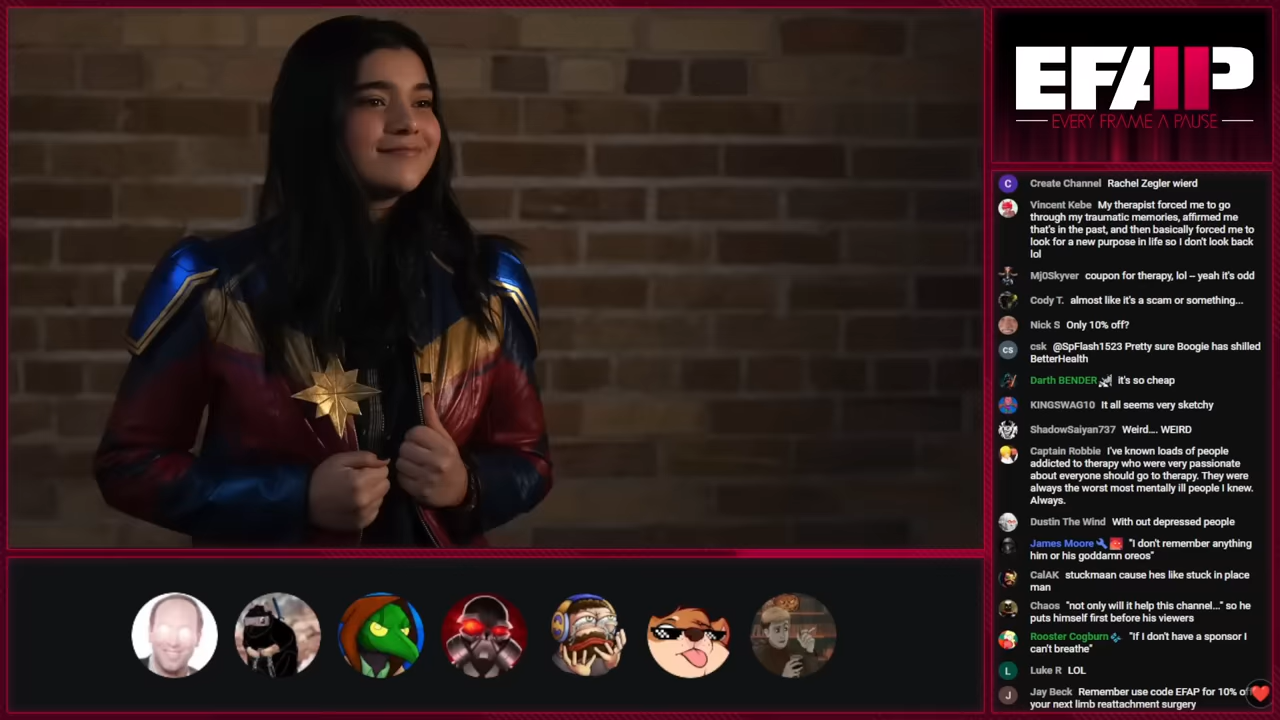 EFAP
EVERY FRAME A PAUSE
C
Create Channel Rachel Zegler wierd
Vincent Kebe My therapist forced me to go
through my traumatic memories, affirmed me
that's in the past, and then basically forced me to
look for a new purpose in life so I don't look back
lol
Mj0Skyver coupon for therapy, lol – yeah it's odd
Cody T. almost like it's a scam or something...
Nick S Only 10% off?
cs
csk @SpFlash1523 Pretty sure Boogie has shilled
BetterHealth
Darth BENDER it's so cheap
KINGSWAG10 It all seems very sketchy
ShadowSaiyan737 Weird.... WEIRD
Captain Robbie I've known loads of people
addicted to therapy who were very passionate
about everyone should go to therapy. They were
always the worst most mentally ill people I knew.
Always.
Dustin The Wind With out depressed people
James Moore "I don't remember anything
him or his goddamn oreos"
CalAK stuckmaan cause hes like stuck in place
man
Chaos "not only will it help this channel..." so he
puts himself first before his viewers
Rooster Cogburn "If I don't have a sponsor I
can't breathe"
L
Luke R LOL
J
Jay Beck Remember use code EFAP for 10%
your next limb reattachment surgery